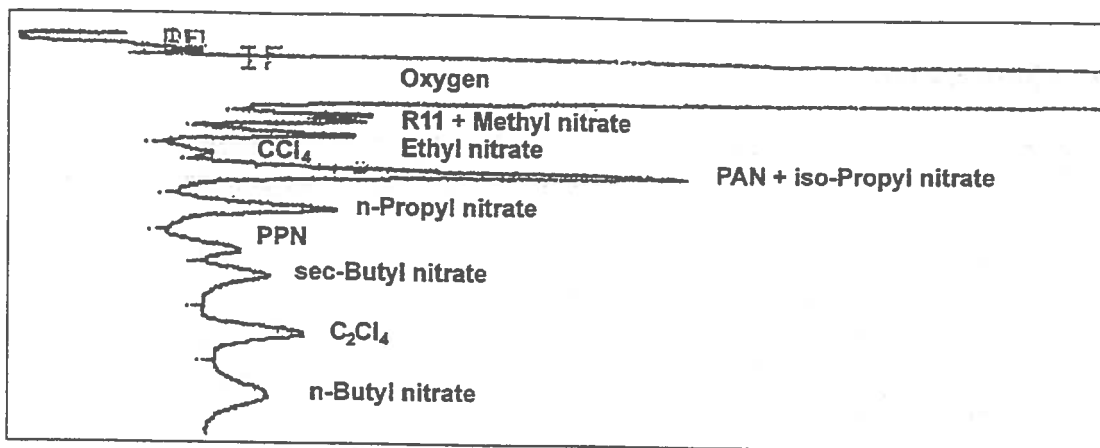 Oxygen
R11 + Methyl nitrate
CCl₄ Ethyl nitrate
PAN + iso-Propyl nitrate
n-Propyl nitrate
PPN
sec-Butyl nitrate
C₂Cl₄
n-Butyl nitrate